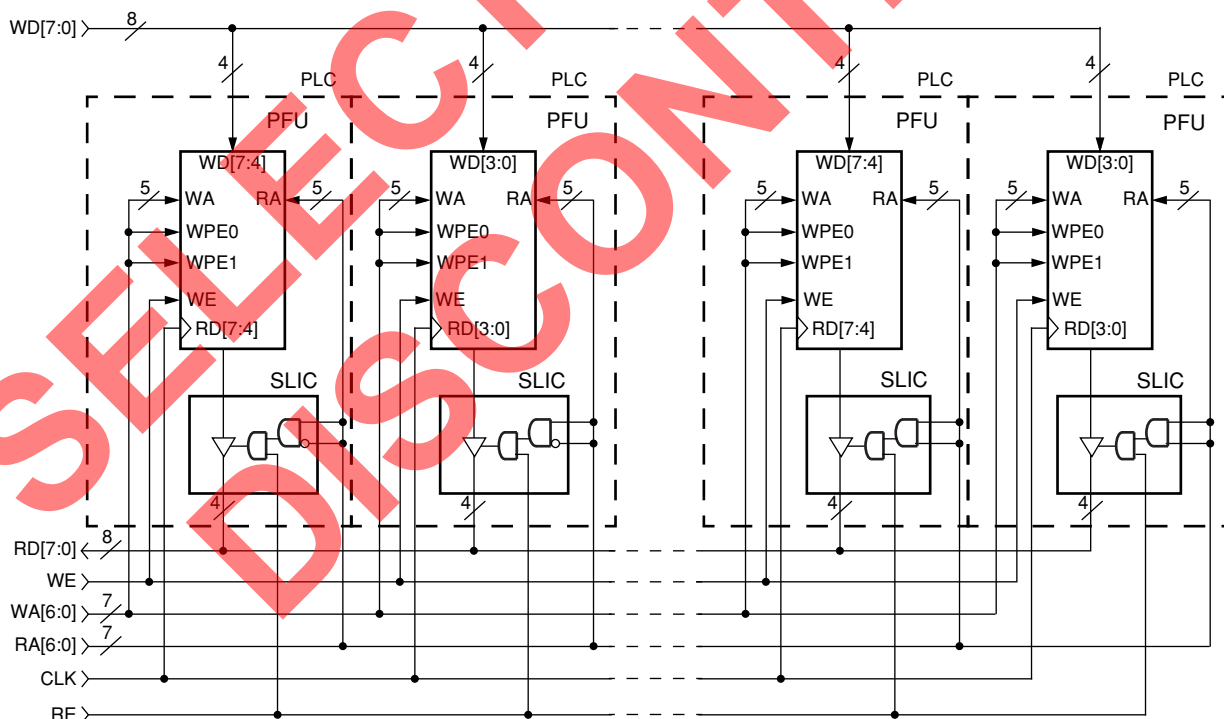 WD[7:0] 8
4 4 4 4
PLC PLC PLC PLC
PFU PFU PFU PFU
WD[7:4] WD[3:0] WD[7:4] WD[3:0]
5 WA RA 5 5 WA RA 5 5 WA RA 5 5 WA RA 5
WPE0 WPE0 WPE0 WPE0
WPE1 WPE1 WPE1 WPE1
WE WE WE WE
RD[7:4] RD[3:0] RD[7:4] RD[3:0]
SLIC SLIC SLIC SLIC
4 4 4 4
RD[7:0] 8
WE
WA[6:0] 7
RA[6:0] 7
CLK
RE
SELECT
DISCONT